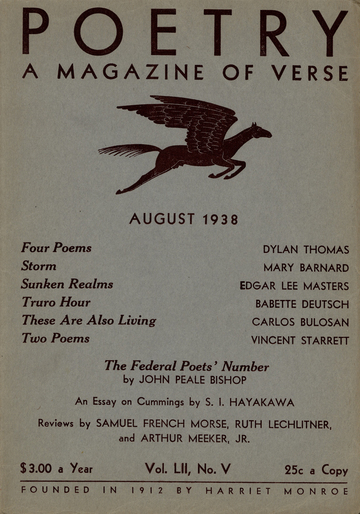 POETRY
A MAGAZINE OF VERSE
AUGUST 1938
Four Poems DYLAN THOMAS
Storm MARY BARNARD
Sunken Realms EDGAR LEE MASTERS
Truro Hour BABETTE DEUTSCH
These Are Also Living CARLOS BULOSAN
Two Poems VINCENT STARRETT
The Federal Poets' Number
by JOHN PEALE BISHOP
An Essay on Cummings by S. I. HAYAKAWA
Reviews by SAMUEL FRENCH MORSE, RUTH LECHLITNER,
and ARTHUR MEEKER, JR.
$3.00 a Year Vol. LII, No. V 25c a Copy
FOUNDED IN 1912 BY HARRIET MONROE